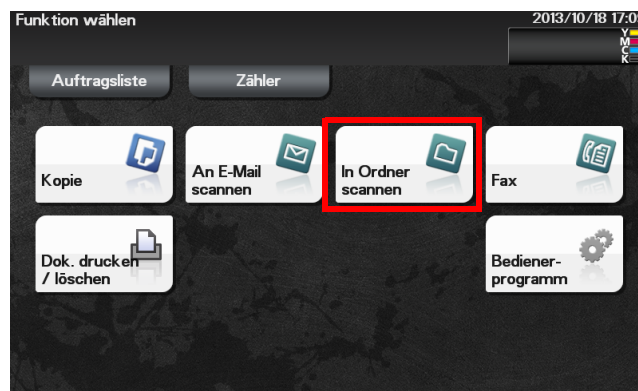 Funktion wählen
2013/10/18 17:0
Y
M
C
K
Auftragsliste
Zähler
Kopie
An E-Mail
scannen
In Ordner
scannen
Fax
Dok. drucken
/ löschen
Bediener-
programm